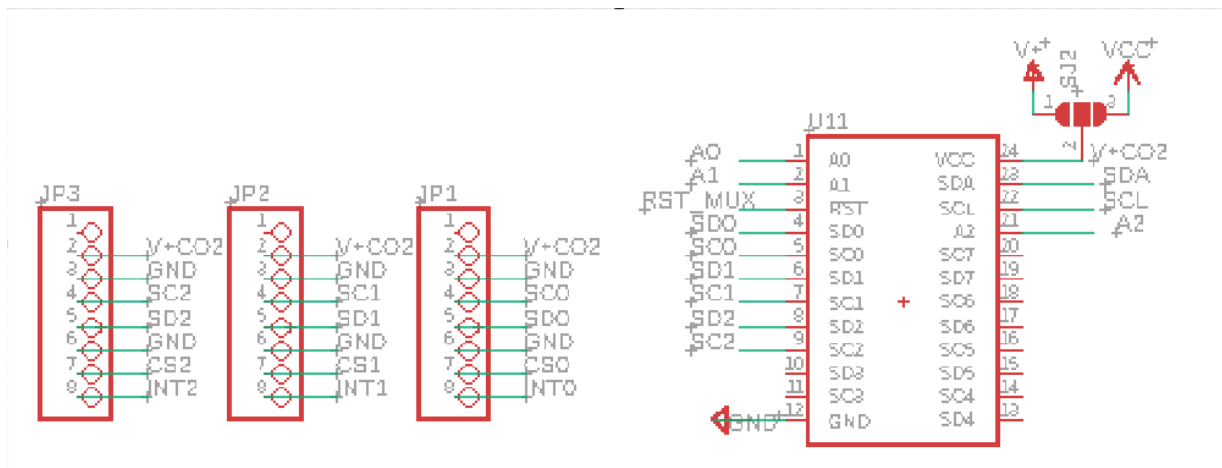 JP3
1
2 V+CO2
3 GND
4 SC2
5 SD2
6 GND
7 CS2
8 INT2
JP2
1
2 V+CO2
3 GND
4 SC1
5 SD1
6 GND
7 CS1
8 INT1
JP1
1
2 V+CO2
3 GND
4 SC0
5 SD0
6 GND
7 CS0
8 INT0
V+ SJ2 VCC
1 3
2
U11
A0 1 A0 VCC 24 V+CO2
A1 2 A1 SDA 23 SDA
RST_MUX 3 RST SCL 22 SCL
SD0 4 SD0 A2 21 A2
SC0 5 SC0 SC7 20
SD1 6 SD1 SD7 19
SC1 7 SC1 SC6 18
SD2 8 SD2 SD6 17
SC2 9 SC2 SC5 16
10 SD3 SD5 15
11 SC3 SC4 14
GND 12 GND SD4 13